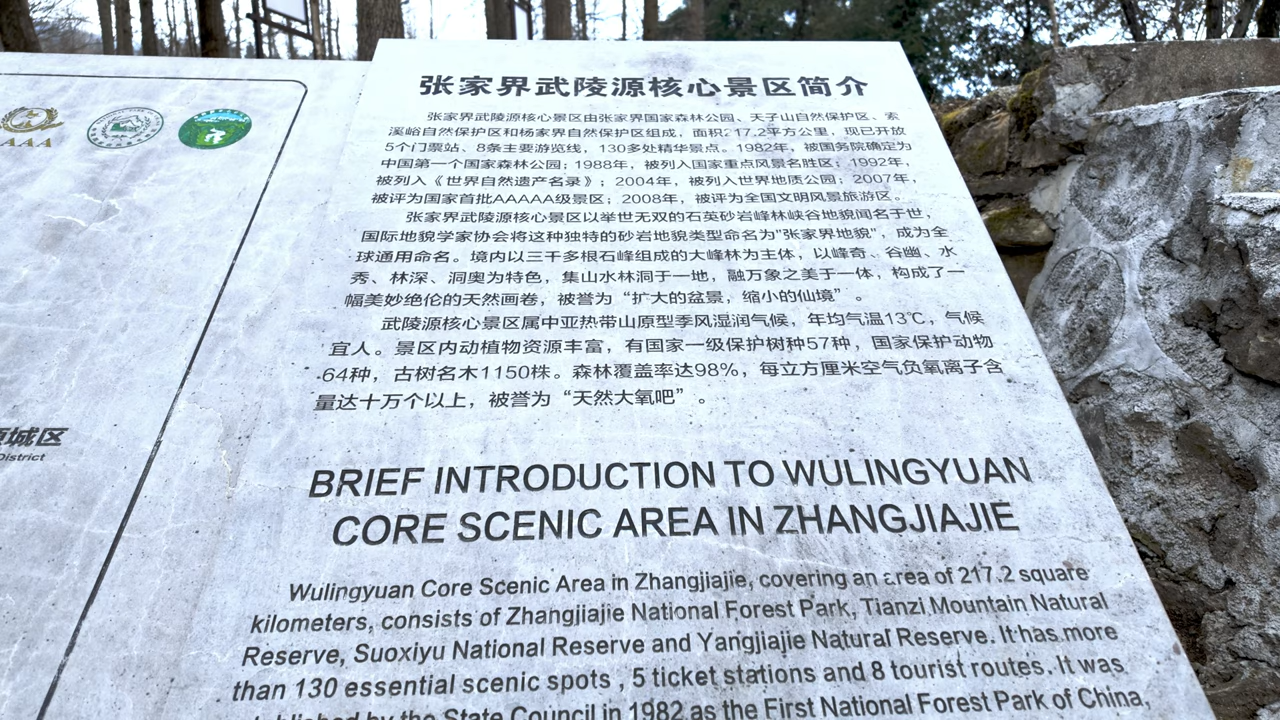 AAA
源城区
District
张家界武陵源核心景区简介
张家界武陵源核心景区由张家界国家森林公园、天子山自然保护区、索
溪峪自然保护区和杨家界自然保护区组成，面积217.2平方公里，现已开放
5个门票站、8条主要游览线，130多处精华景点。1982年，被国务院确定为
中国第一个国家森林公园；1988年，被列入国家重点风景名胜区；1992年，
被列入《世界自然遗产名录》；2004年，被列入世界地质公园；2007年，
被评为国家首批AAAAA级景区；2008年，被评为全国文明风景旅游区。
张家界武陵源核心景区以举世无双的石英砂岩峰林峡谷地貌闻名于世，
国际地貌学家协会将这种独特的砂岩地貌类型命名为"张家界地貌"，成为全
球通用命名。境内以三千多根石峰组成的大峰林为主体，以峰奇、谷幽、水
秀、林深、洞奥为特色，集山水林洞于一地，融万象之美于一体，构成了一
幅美妙绝伦的天然画卷，被誉为“扩大的盆景，缩小的仙境”。
武陵源核心景区属中亚热带山原型季风湿润气候，年均气温13℃，气候
宜人。景区内动植物资源丰富，有国家一级保护树种57种，国家保护动物
64种，古树名木1150株。森林覆盖率达98%，每立方厘米空气负氧离子含
量达十万个以上，被誉为“天然大氧吧”。
BRIEF INTRODUCTION TO WULINGYUAN
CORE SCENIC AREA IN ZHANGJIAJIE
Wulingyuan Core Scenic Area in Zhangjiajie, covering an area of 217.2 square
kilometers, consists of Zhangjiajie National Forest Park, Tianzi Mountain Natural
Reserve, Suoxiyu National Reserve and Yangjiajie Natural Reserve. It has more
than 130 essential scenic spots , 5 ticket stations and 8 tourist routes. It was
by the State Council in 1982 as the First National Forest Park of China,